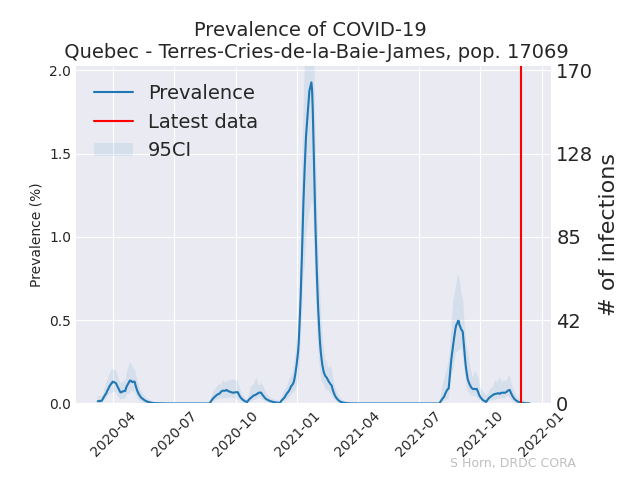 Prevalence of COVID-19
Quebec - Terres-Cries-de-la-Baie-James, pop. 17069
Prevalence
Latest data
95CI
Prevalence (%)
2.0
1.5
1.0
0.5
0.0
170
128
85
42
0
# of infections
2020-04
2020-07
2020-10
2021-01
2021-04
2021-07
2021-10
2022-01
S Horn, DRDC CORA